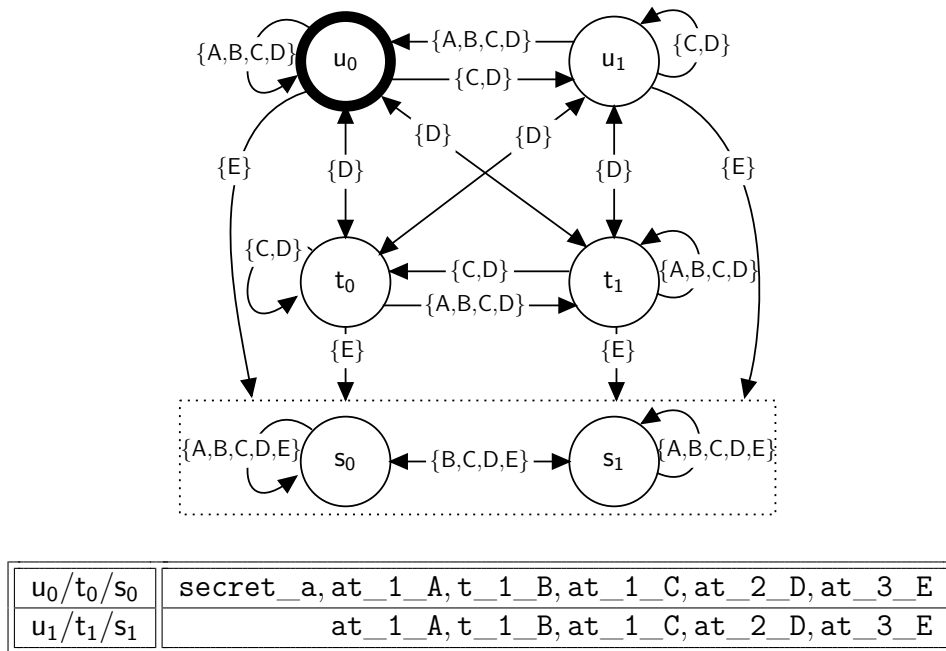 {A,B,C,D} u₀ {A,B,C,D} u₁ {C,D}
{C,D}
{D} {D}
{E} {D} {D} {E}
{C,D} t₀ {C,D} t₁ {A,B,C,D}
{A,B,C,D}
{E} {E}
{A,B,C,D,E} s₀ {B,C,D,E} s₁ {A,B,C,D,E}
u₀/t₀/s₀ secret_a, at_1_A, t_1_B, at_1_C, at_2_D, at_3_E
u₁/t₁/s₁ at_1_A, t_1_B, at_1_C, at_2_D, at_3_E